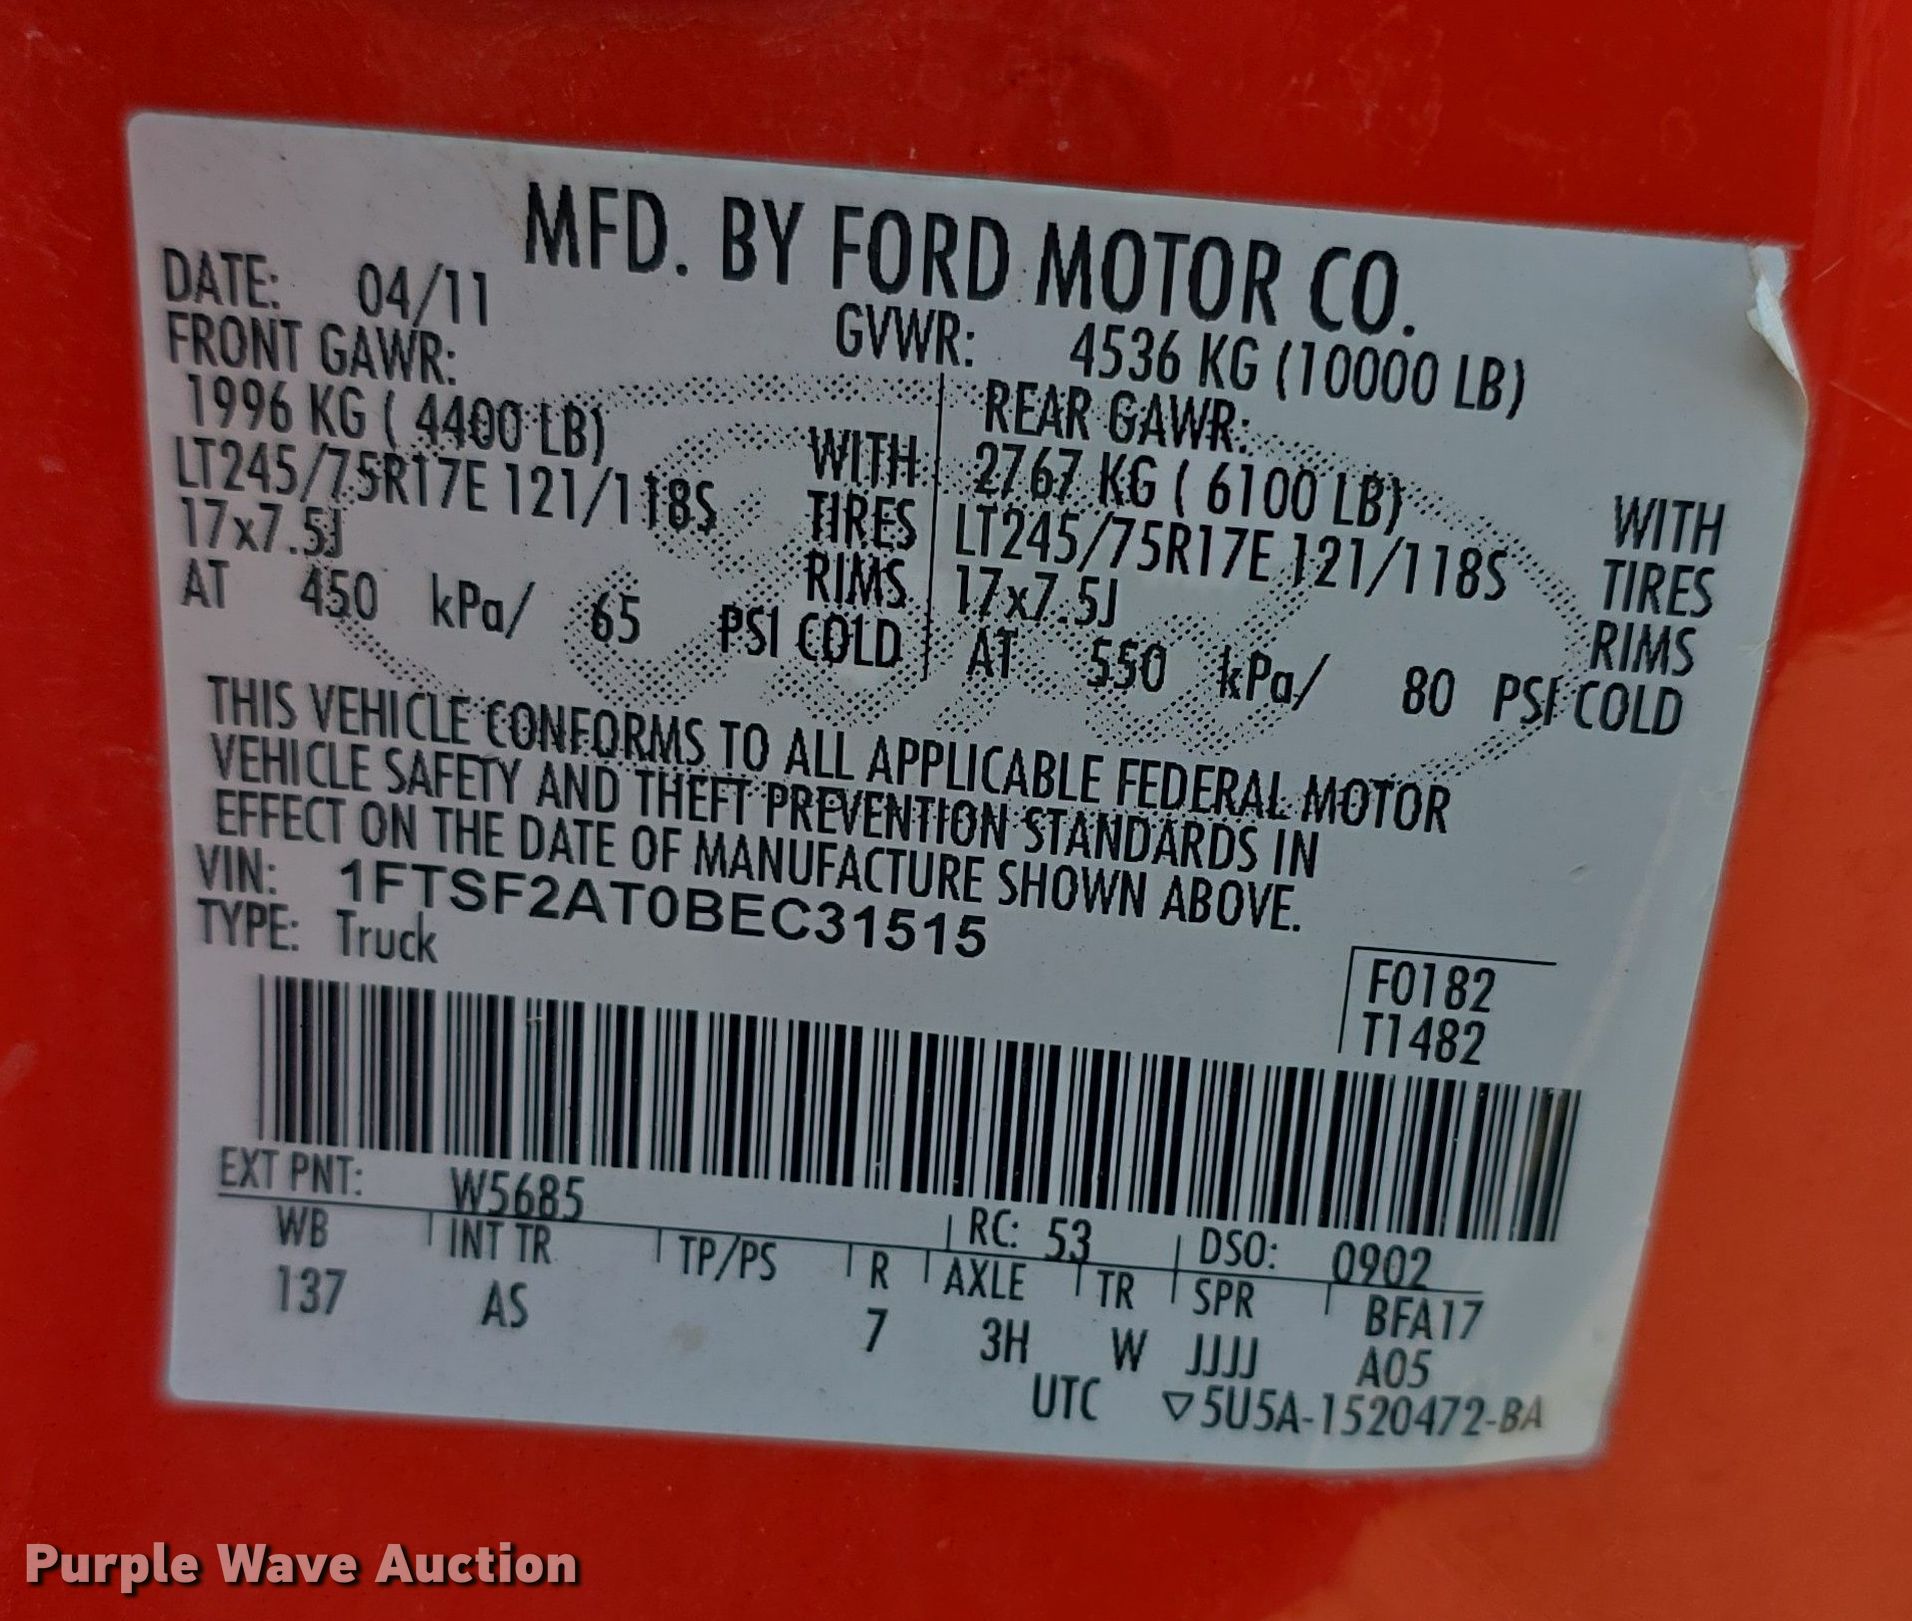 MFD. BY FORD MOTOR CO.
DATE: 04/11 GVWR: 4536 KG (10000 LB)
FRONT GAWR: REAR GAWR:
1996 KG ( 4400 LB) WITH 2767 KG ( 6100 LB) WITH
LT245/75R17E 121/118S TIRES LT245/75R17E 121/118S TIRES
17x7.5J RIMS 17x7.5J RIMS
AT 450 kPa/ 65 PSI COLD AT 550 kPa/ 80 PSI COLD
THIS VEHICLE CONFORMS TO ALL APPLICABLE FEDERAL MOTOR
VEHICLE SAFETY AND THEFT PREVENTION STANDARDS IN
EFFECT ON THE DATE OF MANUFACTURE SHOWN ABOVE.
VIN: 1FTSF2AT0BEC31515
TYPE: Truck
F0182
T1482
EXT PNT: W5685 RC: 53 DSO: 0902
WB INT TR TP/PS R AXLE TR SPR BFA17
137 AS 7 3H W JJJJ A05
UTC ▽5U5A-1520472-BA
Purple Wave Auction